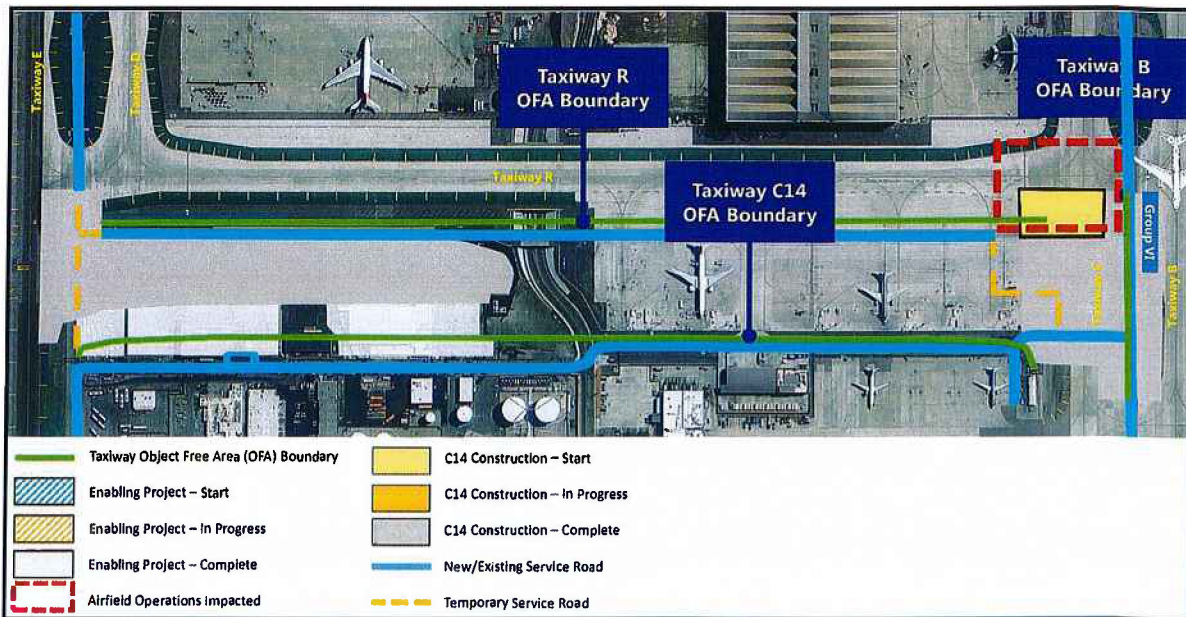 Taxiway E
Taxiway D
Taxiway R
OFA Boundary
Taxiway B
OFA Boundary
Taxiway R
Taxiway C14
OFA Boundary
Group VI
Taxiway C
Taxiway B
Taxiway Object Free Area (OFA) Boundary
Enabling Project – Start
Enabling Project – In Progress
Enabling Project – Complete
Airfield Operations Impacted
C14 Construction – Start
C14 Construction – In Progress
C14 Construction – Complete
New/Existing Service Road
Temporary Service Road